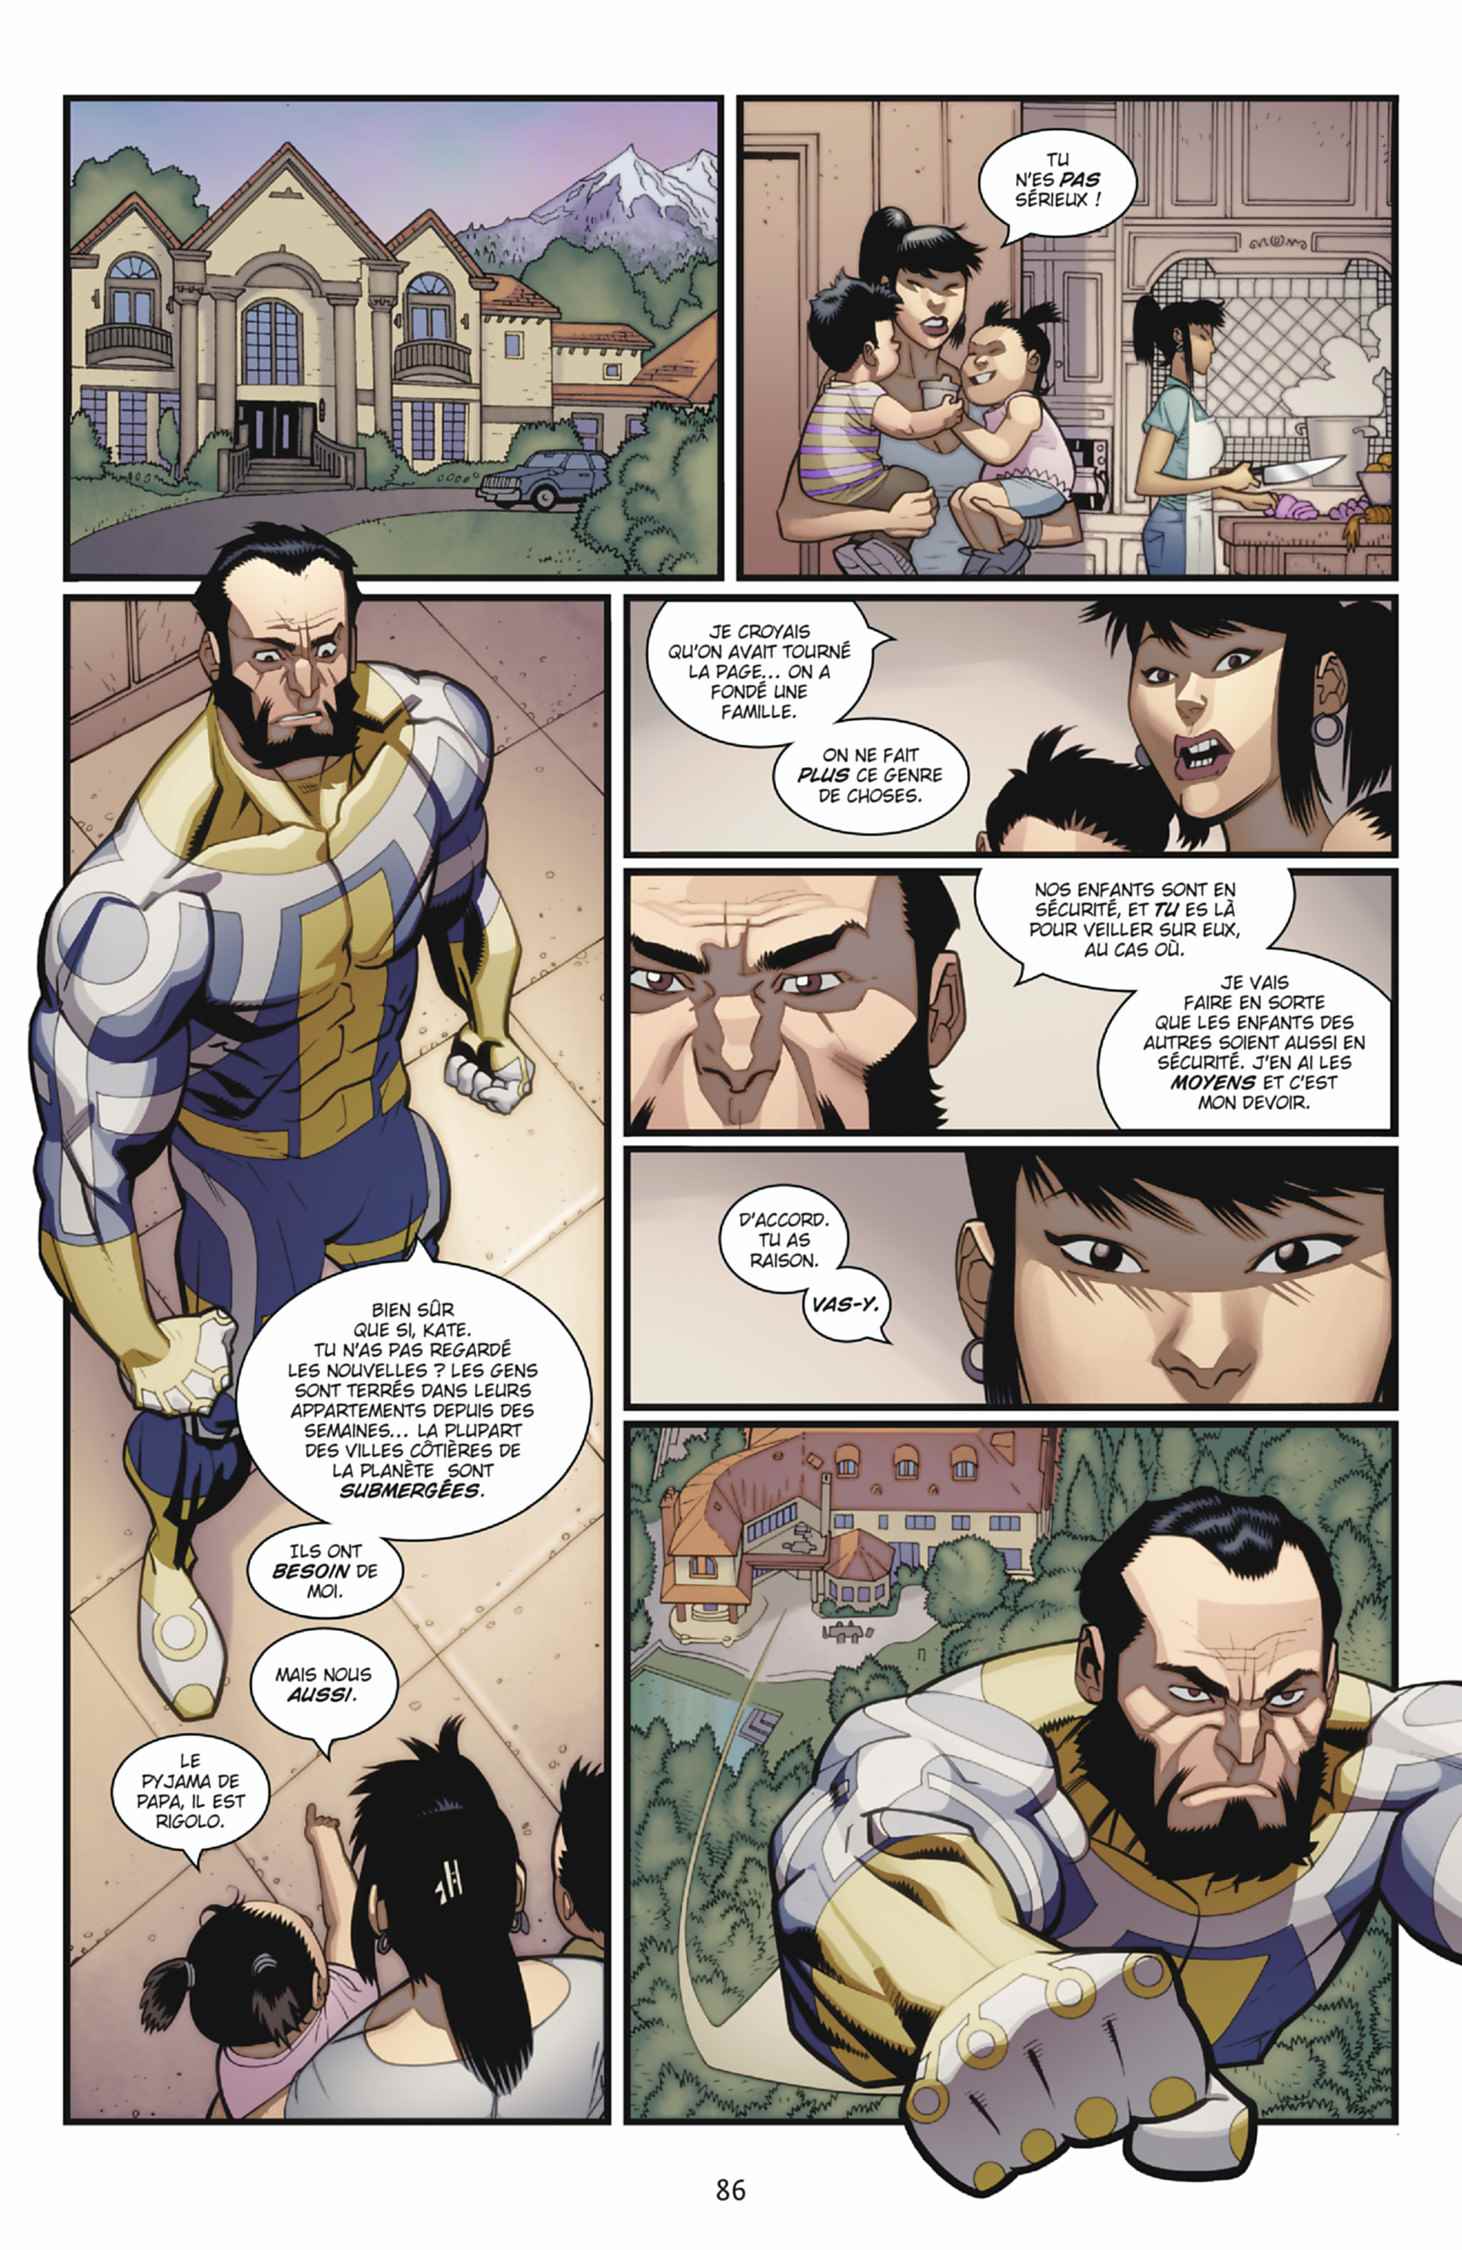 TU
N'ES PAS
SÉRIEUX !
BIEN SÛR
QUE SI, KATE.
TU N'AS PAS REGARDÉ
LES NOUVELLES ? LES GENS
SONT TERRÉS DANS LEURS
APPARTEMENTS DEPUIS DES
SEMAINES... LA PLUPART
DES VILLES CÔTIÈRES DE
LA PLANÈTE SONT
SUBMERGÉES.
ILS ONT
BESOIN DE
MOI.
MAIS NOUS
AUSSI.
LE
PYJAMA DE
PAPA, IL EST
RIGOLO.
JE CROYAIS
QU'ON AVAIT TOURNÉ
LA PAGE... ON A
FONDÉ UNE
FAMILLE.
ON NE FAIT
PLUS CE GENRE
DE CHOSES.
NOS ENFANTS SONT EN
SÉCURITÉ, ET TU ES LÀ
POUR VEILLER SUR EUX,
AU CAS OÙ.
JE VAIS
FAIRE EN SORTE
QUE LES ENFANTS DES
AUTRES SOIENT AUSSI EN
SÉCURITÉ. J'EN AI LES
MOYENS ET C'EST
MON DEVOIR.
D'ACCORD.
TU AS
RAISON.
VAS-Y.
86